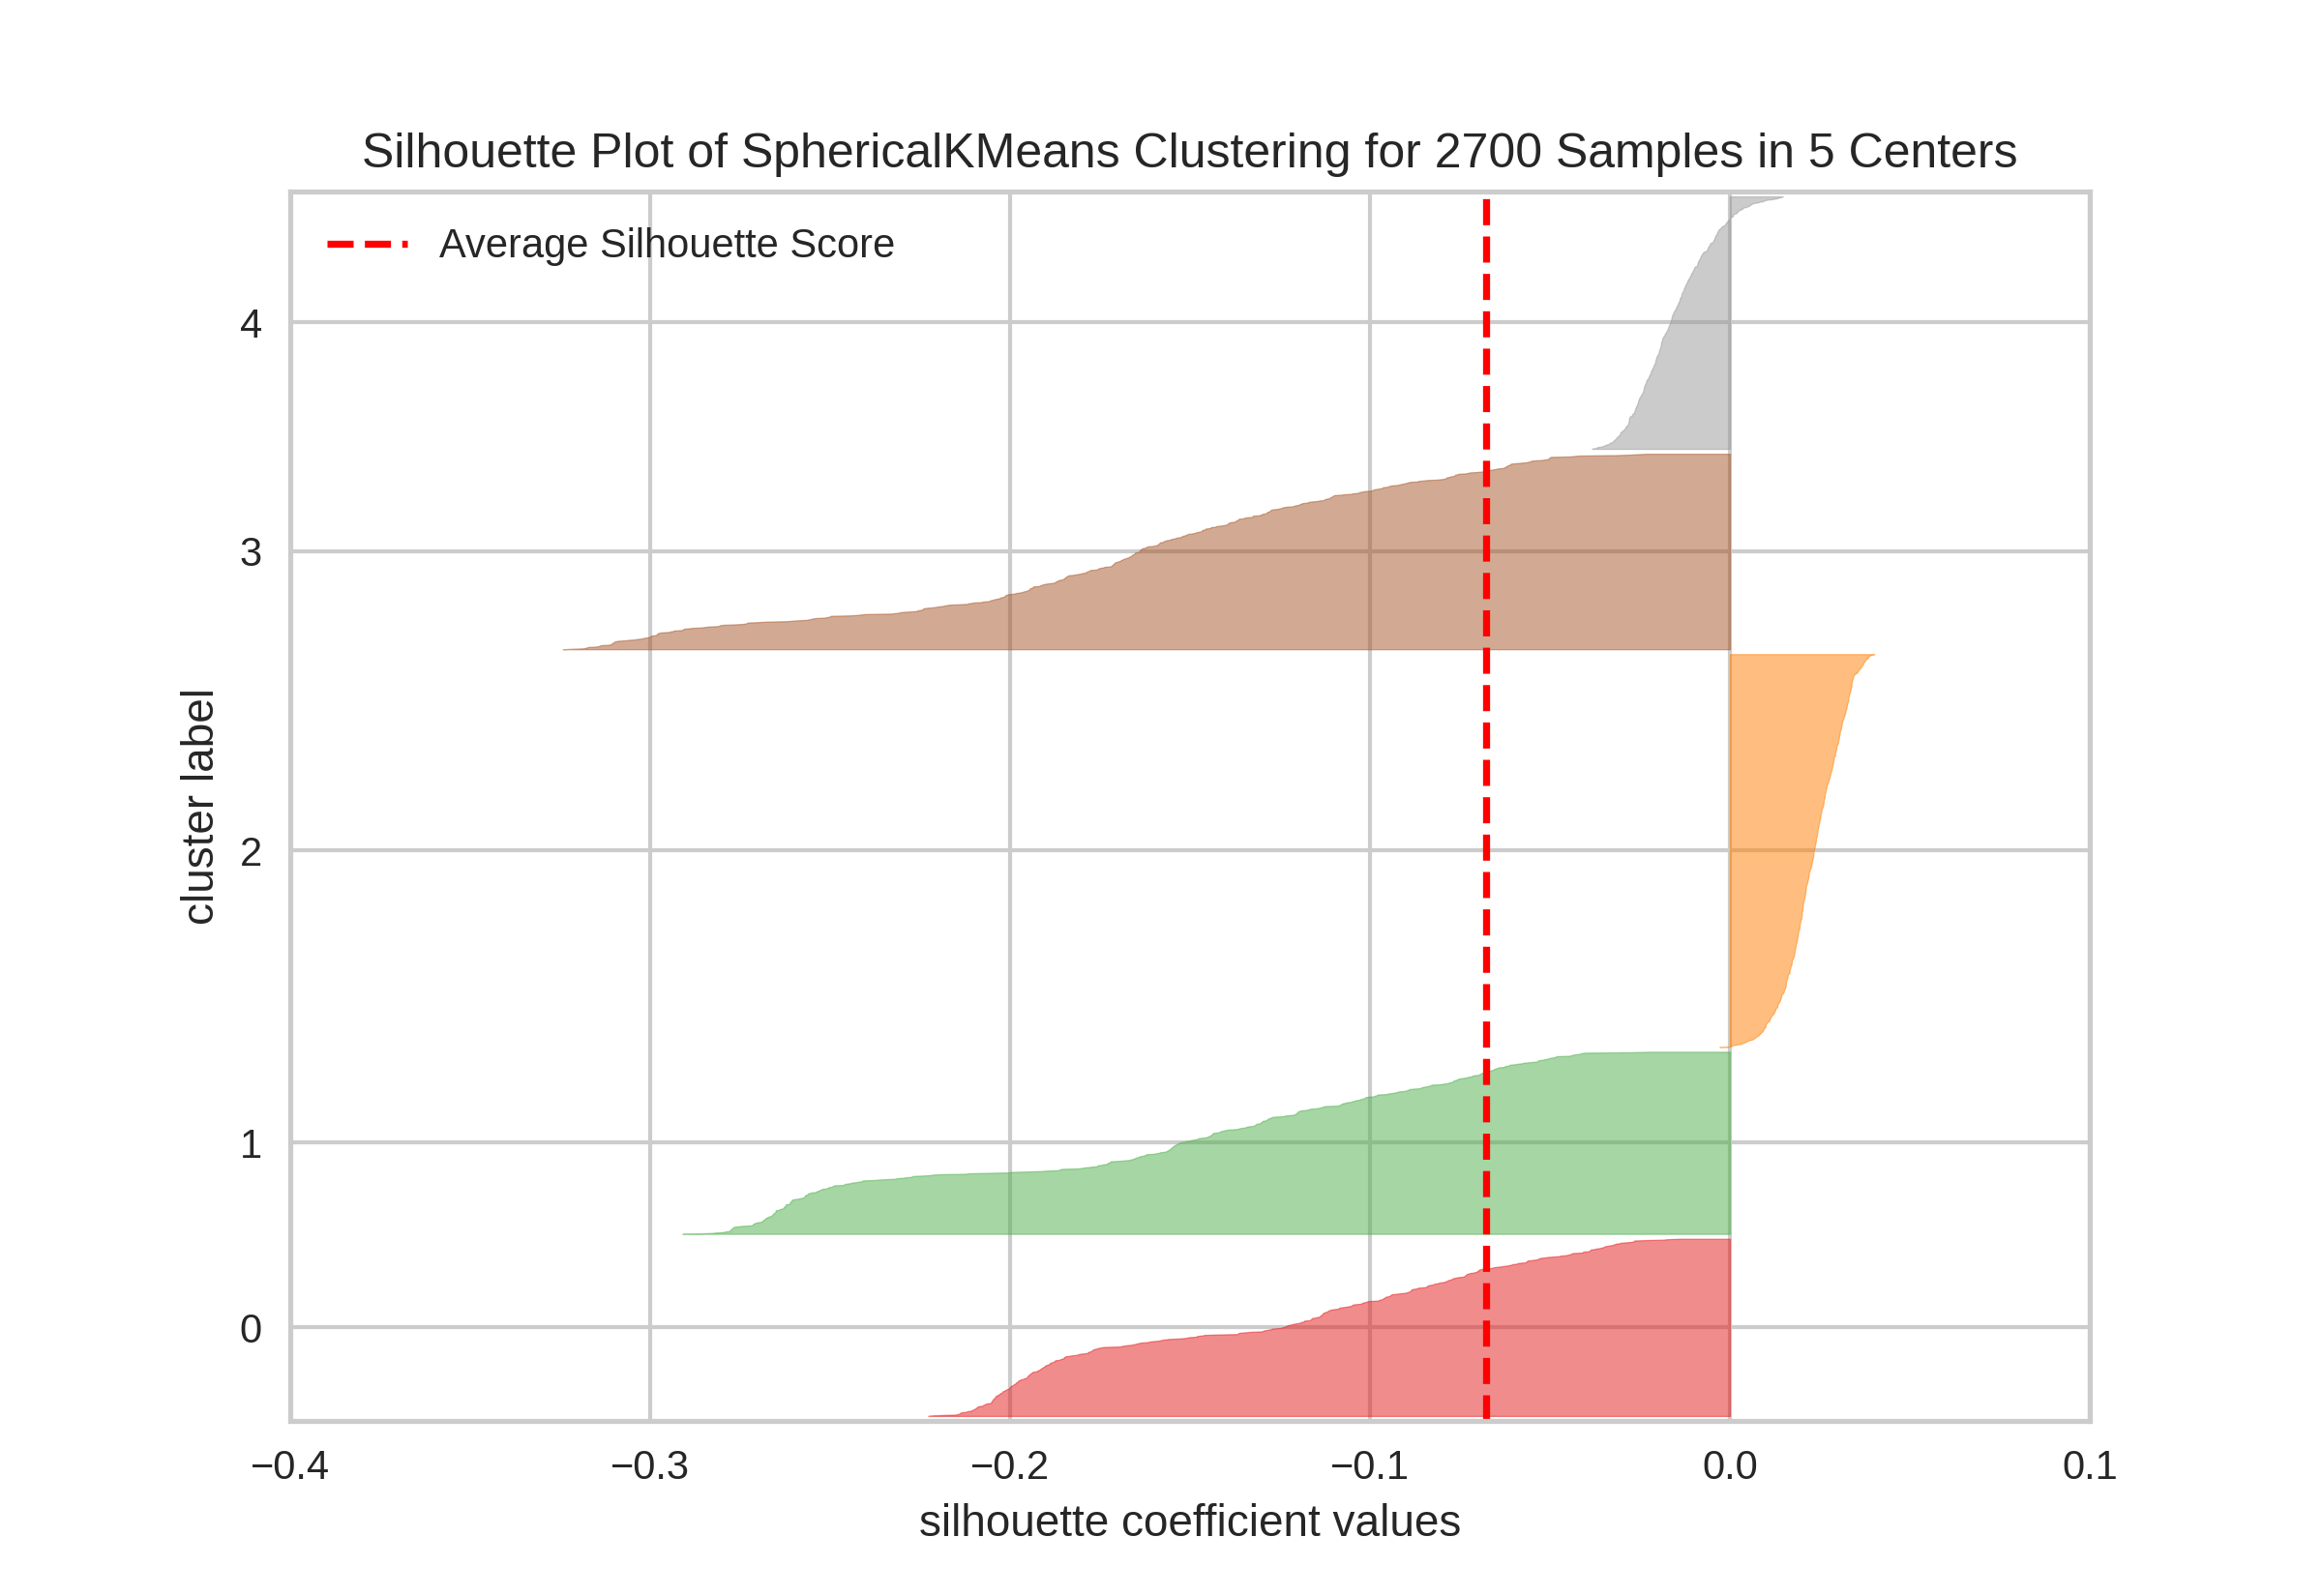 Silhouette Plot of SphericalKMeans Clustering for 2700 Samples in 5 Centers
Average Silhouette Score
4
3
2
1
0
cluster label
−0.4 −0.3 −0.2 −0.1 0.0 0.1
silhouette coefficient values